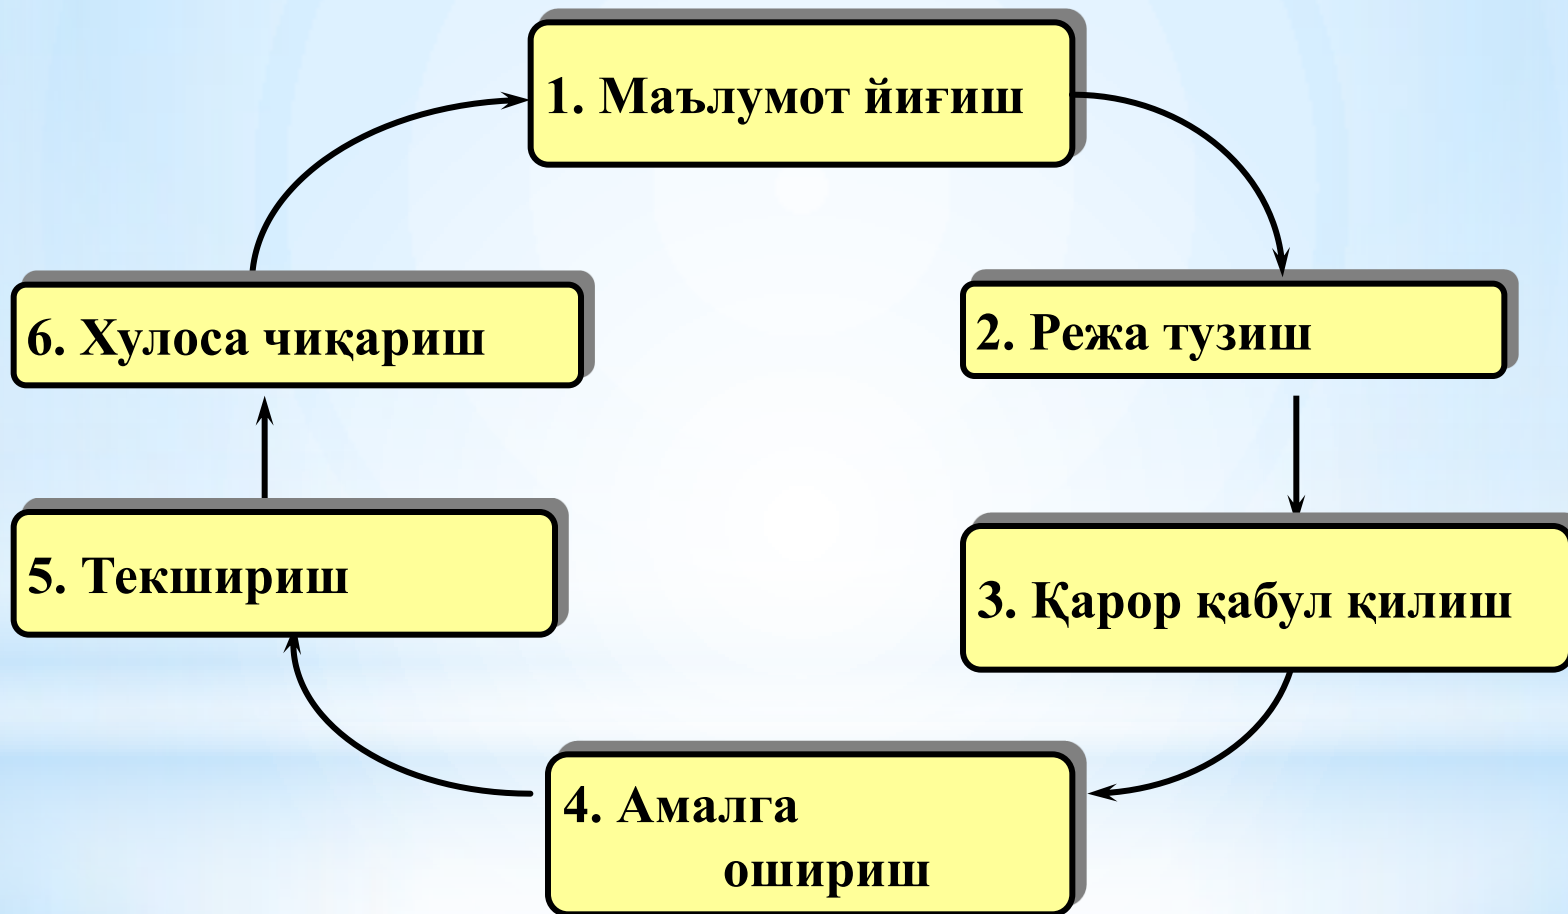 1. Маълумот йиғиш
2. Режа тузиш
3. Қарор қабул қилиш
4. Амалга
ошириш
5. Текшириш
6. Хулоса чиқариш